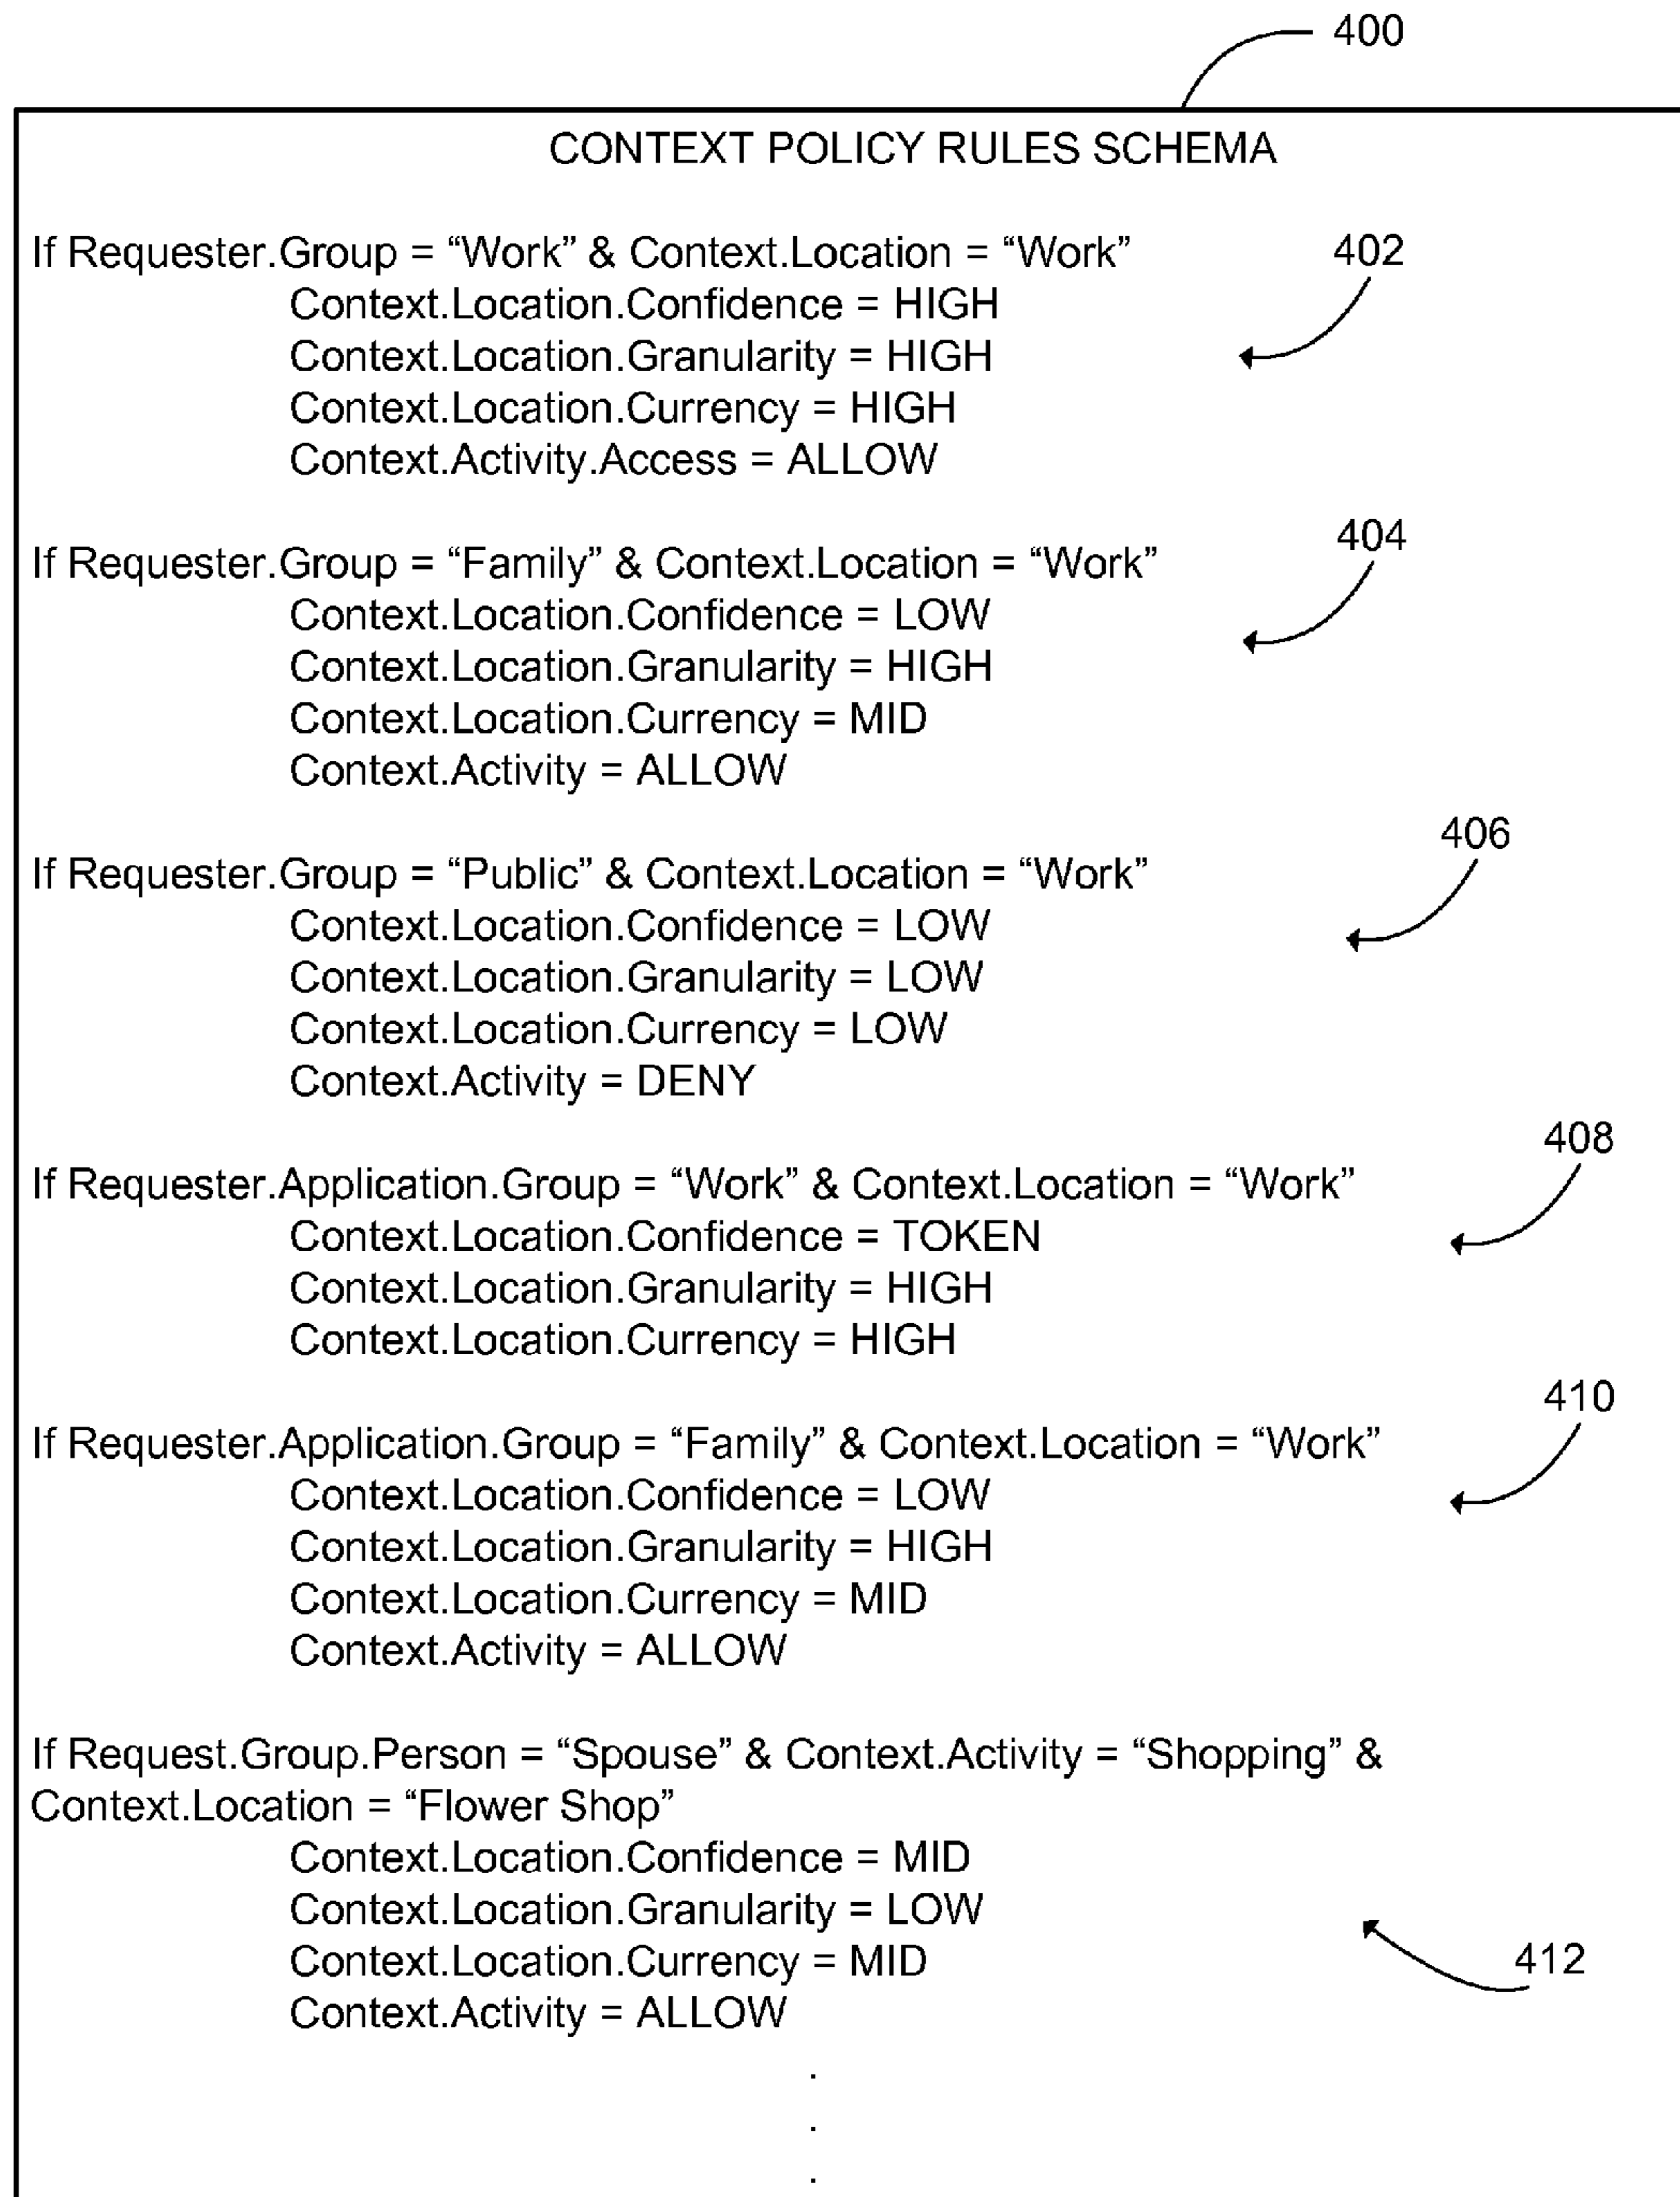 400
CONTEXT POLICY RULES SCHEMA
If Requester.Group = “Work” & Context.Location = “Work”
402
Context.Location.Confidence = HIGH
Context.Location.Granularity = HIGH
Context.Location.Currency = HIGH
Context.Activity.Access = ALLOW
404
If Requester.Group = “Family” & Context.Location = “Work”
Context.Location.Confidence = LOW
Context.Location.Granularity = HIGH
Context.Location.Currency = MID
Context.Activity = ALLOW
406
If Requester.Group = “Public” & Context.Location = “Work”
Context.Location.Confidence = LOW
Context.Location.Granularity = LOW
Context.Location.Currency = LOW
Context.Activity = DENY
408
If Requester.Application.Group = “Work” & Context.Location = “Work”
Context.Location.Confidence = TOKEN
Context.Location.Granularity = HIGH
Context.Location.Currency = HIGH
410
If Requester.Application.Group = “Family” & Context.Location = “Work”
Context.Location.Confidence = LOW
Context.Location.Granularity = HIGH
Context.Location.Currency = MID
Context.Activity = ALLOW
If Request.Group.Person = “Spouse” & Context.Activity = “Shopping” &
Context.Location = “Flower Shop”
Context.Location.Confidence = MID
Context.Location.Granularity = LOW
Context.Location.Currency = MID
412
Context.Activity = ALLOW
.
.
.